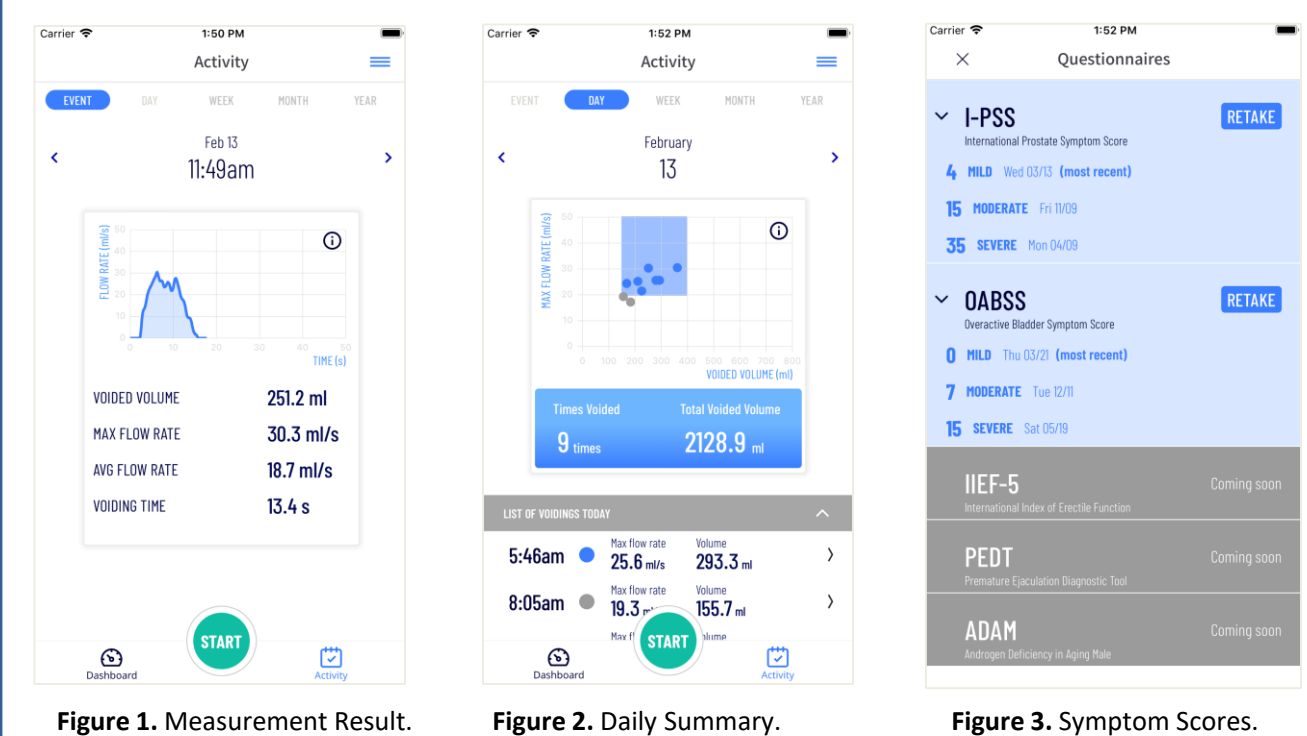 Carrier 1:50 PM
Activity
EVENT DAY WEEK MONTH YEAR
Feb 13
11:49am
FLOW RATE (ml/s)
50
40
30
20
10
0
0 10 20 30 40 50
TIME (s)
VOIDED VOLUME 251.2 ml
MAX FLOW RATE 30.3 ml/s
AVG FLOW RATE 18.7 ml/s
VOIDING TIME 13.4 s
START
Dashboard Activity
Figure 1. Measurement Result.
Carrier 1:52 PM
Activity
EVENT DAY WEEK MONTH YEAR
February
13
MAX FLOW RATE (ml/s)
50
40
30
20
10
0
0 100 200 300 400 500 600 700 800
VOIDED VOLUME (ml)
Times Voided Total Voided Volume
9 times 2128.9 ml
LIST OF VOIDINGS TODAY
Max flow rate Volume
5:46am 25.6 ml/s 293.3 ml
Max flow rate Volume
8:05am 19.3 155.7 ml
START
Dashboard Activity
Figure 2. Daily Summary.
Carrier 1:52 PM
Questionnaires
I-PSS RETAKE
International Prostate Symptom Score
4 MILD Wed 03/13 (most recent)
15 MODERATE Fri 11/09
35 SEVERE Mon 04/09
OABSS RETAKE
Overactive Bladder Symptom Score
0 MILD Thu 03/21 (most recent)
7 MODERATE Tue 12/11
15 SEVERE Sat 05/19
IIEF-5 Coming soon
International Index of Erectile Function
PEDT Coming soon
Premature Ejaculation Diagnostic Tool
ADAM Coming soon
Androgen Deficiency in Aging Male
Figure 3. Symptom Scores.